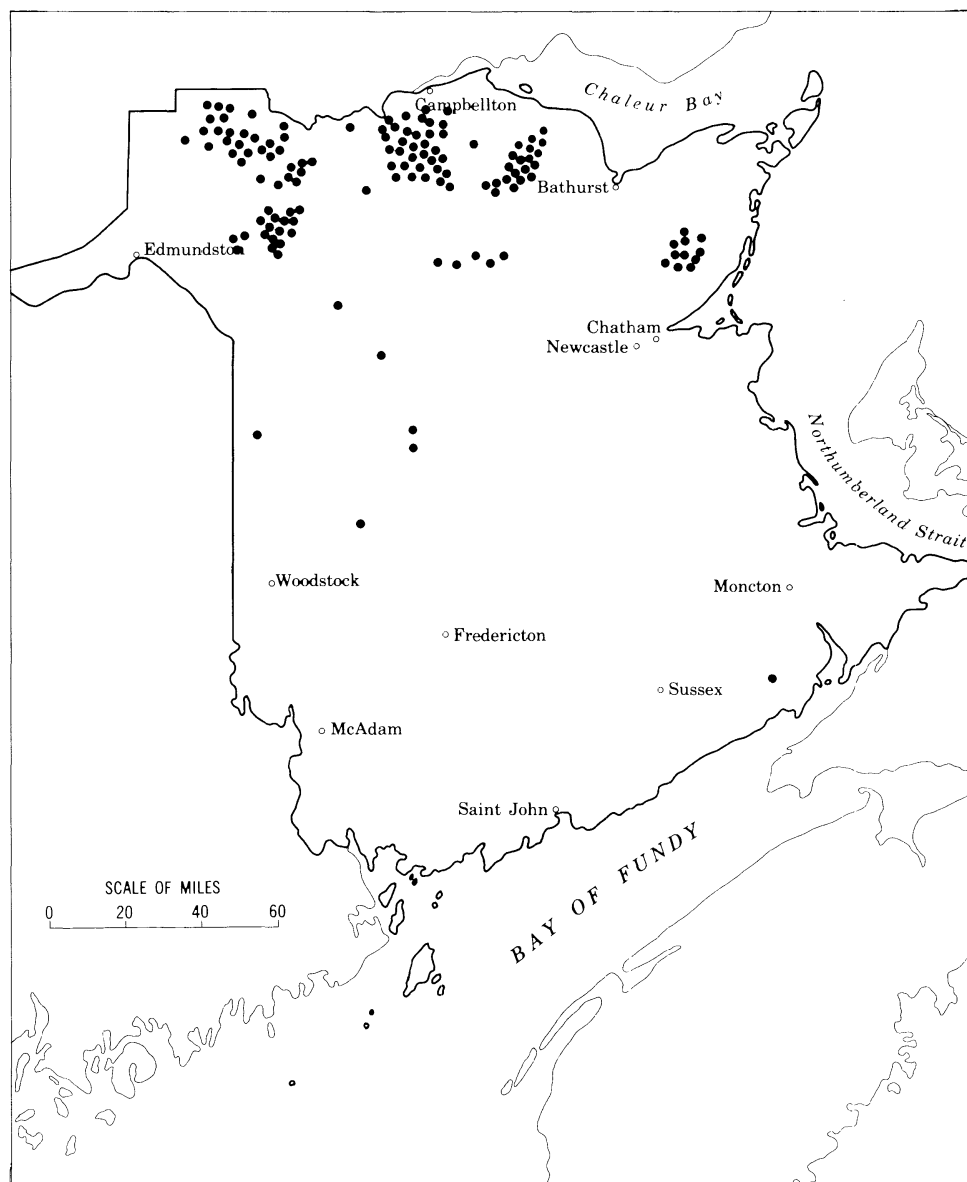 Chaleur Bay
Campbellton
Bathurst
Edmundston
Chatham
Newcastle
Northumberland Strait
Woodstock
Moncton
Fredericton
Sussex
McAdam
Saint John
BAY OF FUNDY
SCALE OF MILES
0 20 40 60